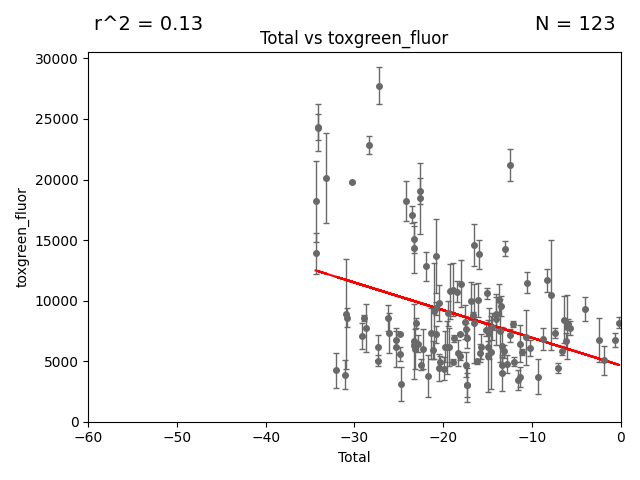 r^2 = 0.13
N = 123
Total vs toxgreen_fluor
30000
25000
20000
15000
10000
5000
0
toxgreen_fluor
−60
−50
−40
−30
−20
−10
0
Total